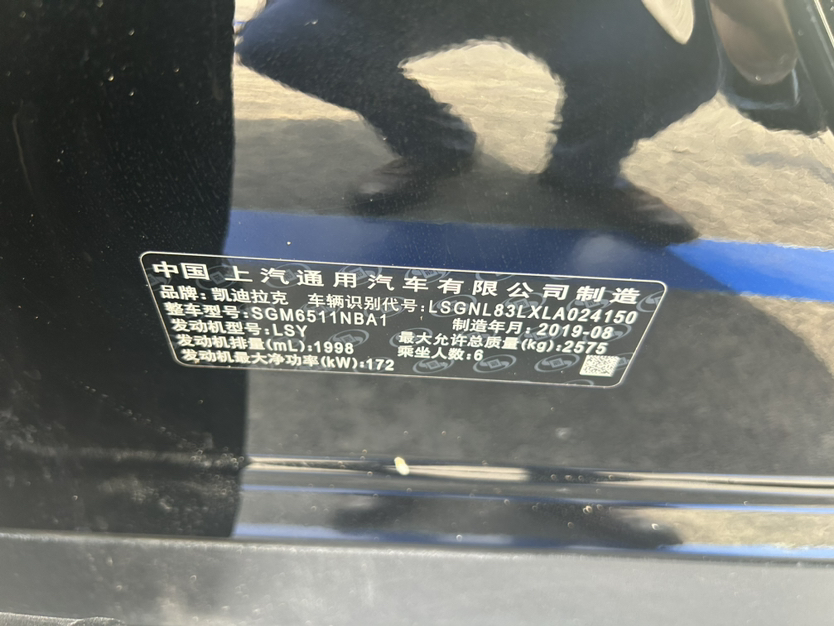 中国 上汽通用汽车有限公司制造
品牌:凯迪拉克 车辆识别代号:LSGNL83LXLA024150
整车型号:SGM6511NBA1 制造年月:2019-08
发动机型号:LSY 最大允许总质量(kg):2575
发动机排量(mL):1998 乘坐人数:6
发动机最大净功率(kW):172